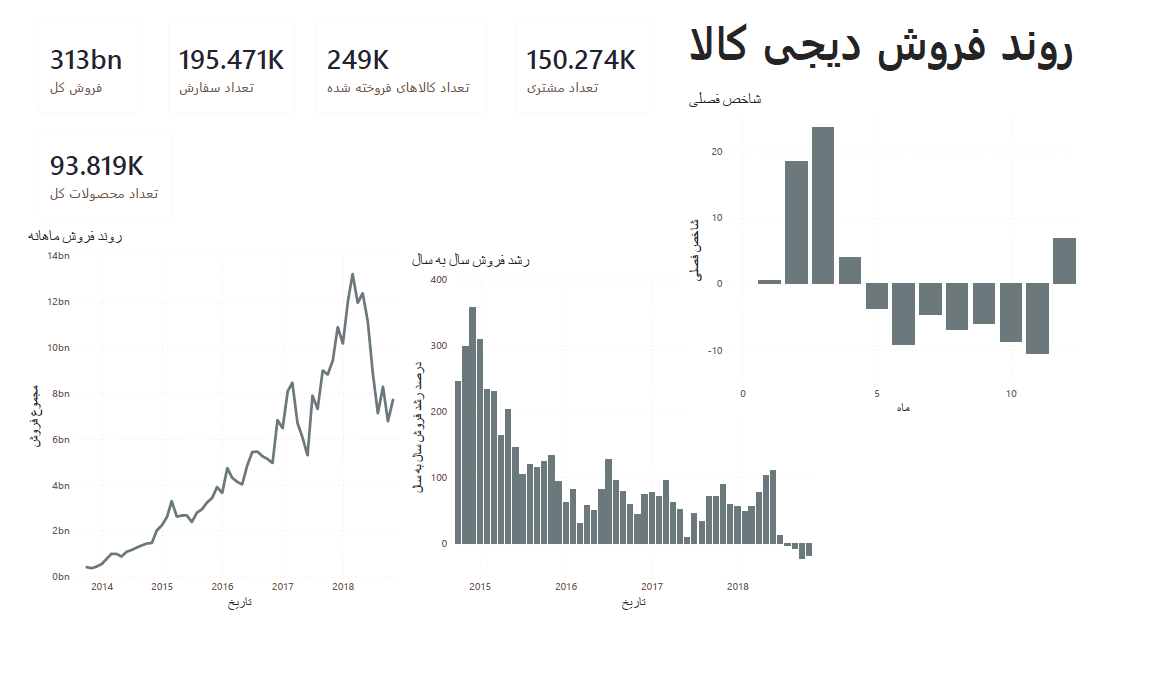 روند فروش دیجی کالا
313bn
فروش کل
195.471K
تعداد سفارش
249K
تعداد کالاهای فروخته شده
150.274K
تعداد مشتری
93.819K
تعداد محصولات کل
شاخص فصلی
شاخص فصلی
20
10
0
-10
0 5 10
ماه
روند فروش ماهانه
مجموع فروش
14bn
12bn
10bn
8bn
6bn
4bn
2bn
0bn
2014 2015 2016 2017 2018
تاریخ
رشد فروش سال به سال
درصد رشد فروش سال به سال
400
300
200
100
0
2015 2016 2017 2018
تاریخ